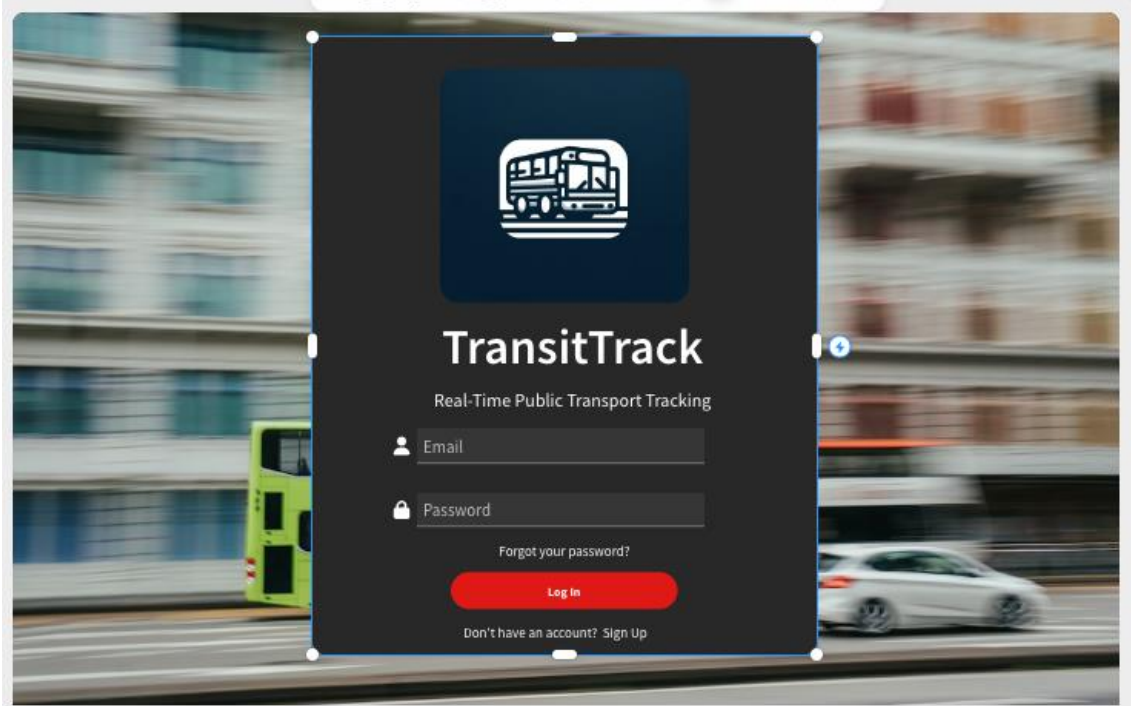 TransitTrack
Real-Time Public Transport Tracking
Email
Password
Forgot your password?
Log In
Don't have an account? Sign Up